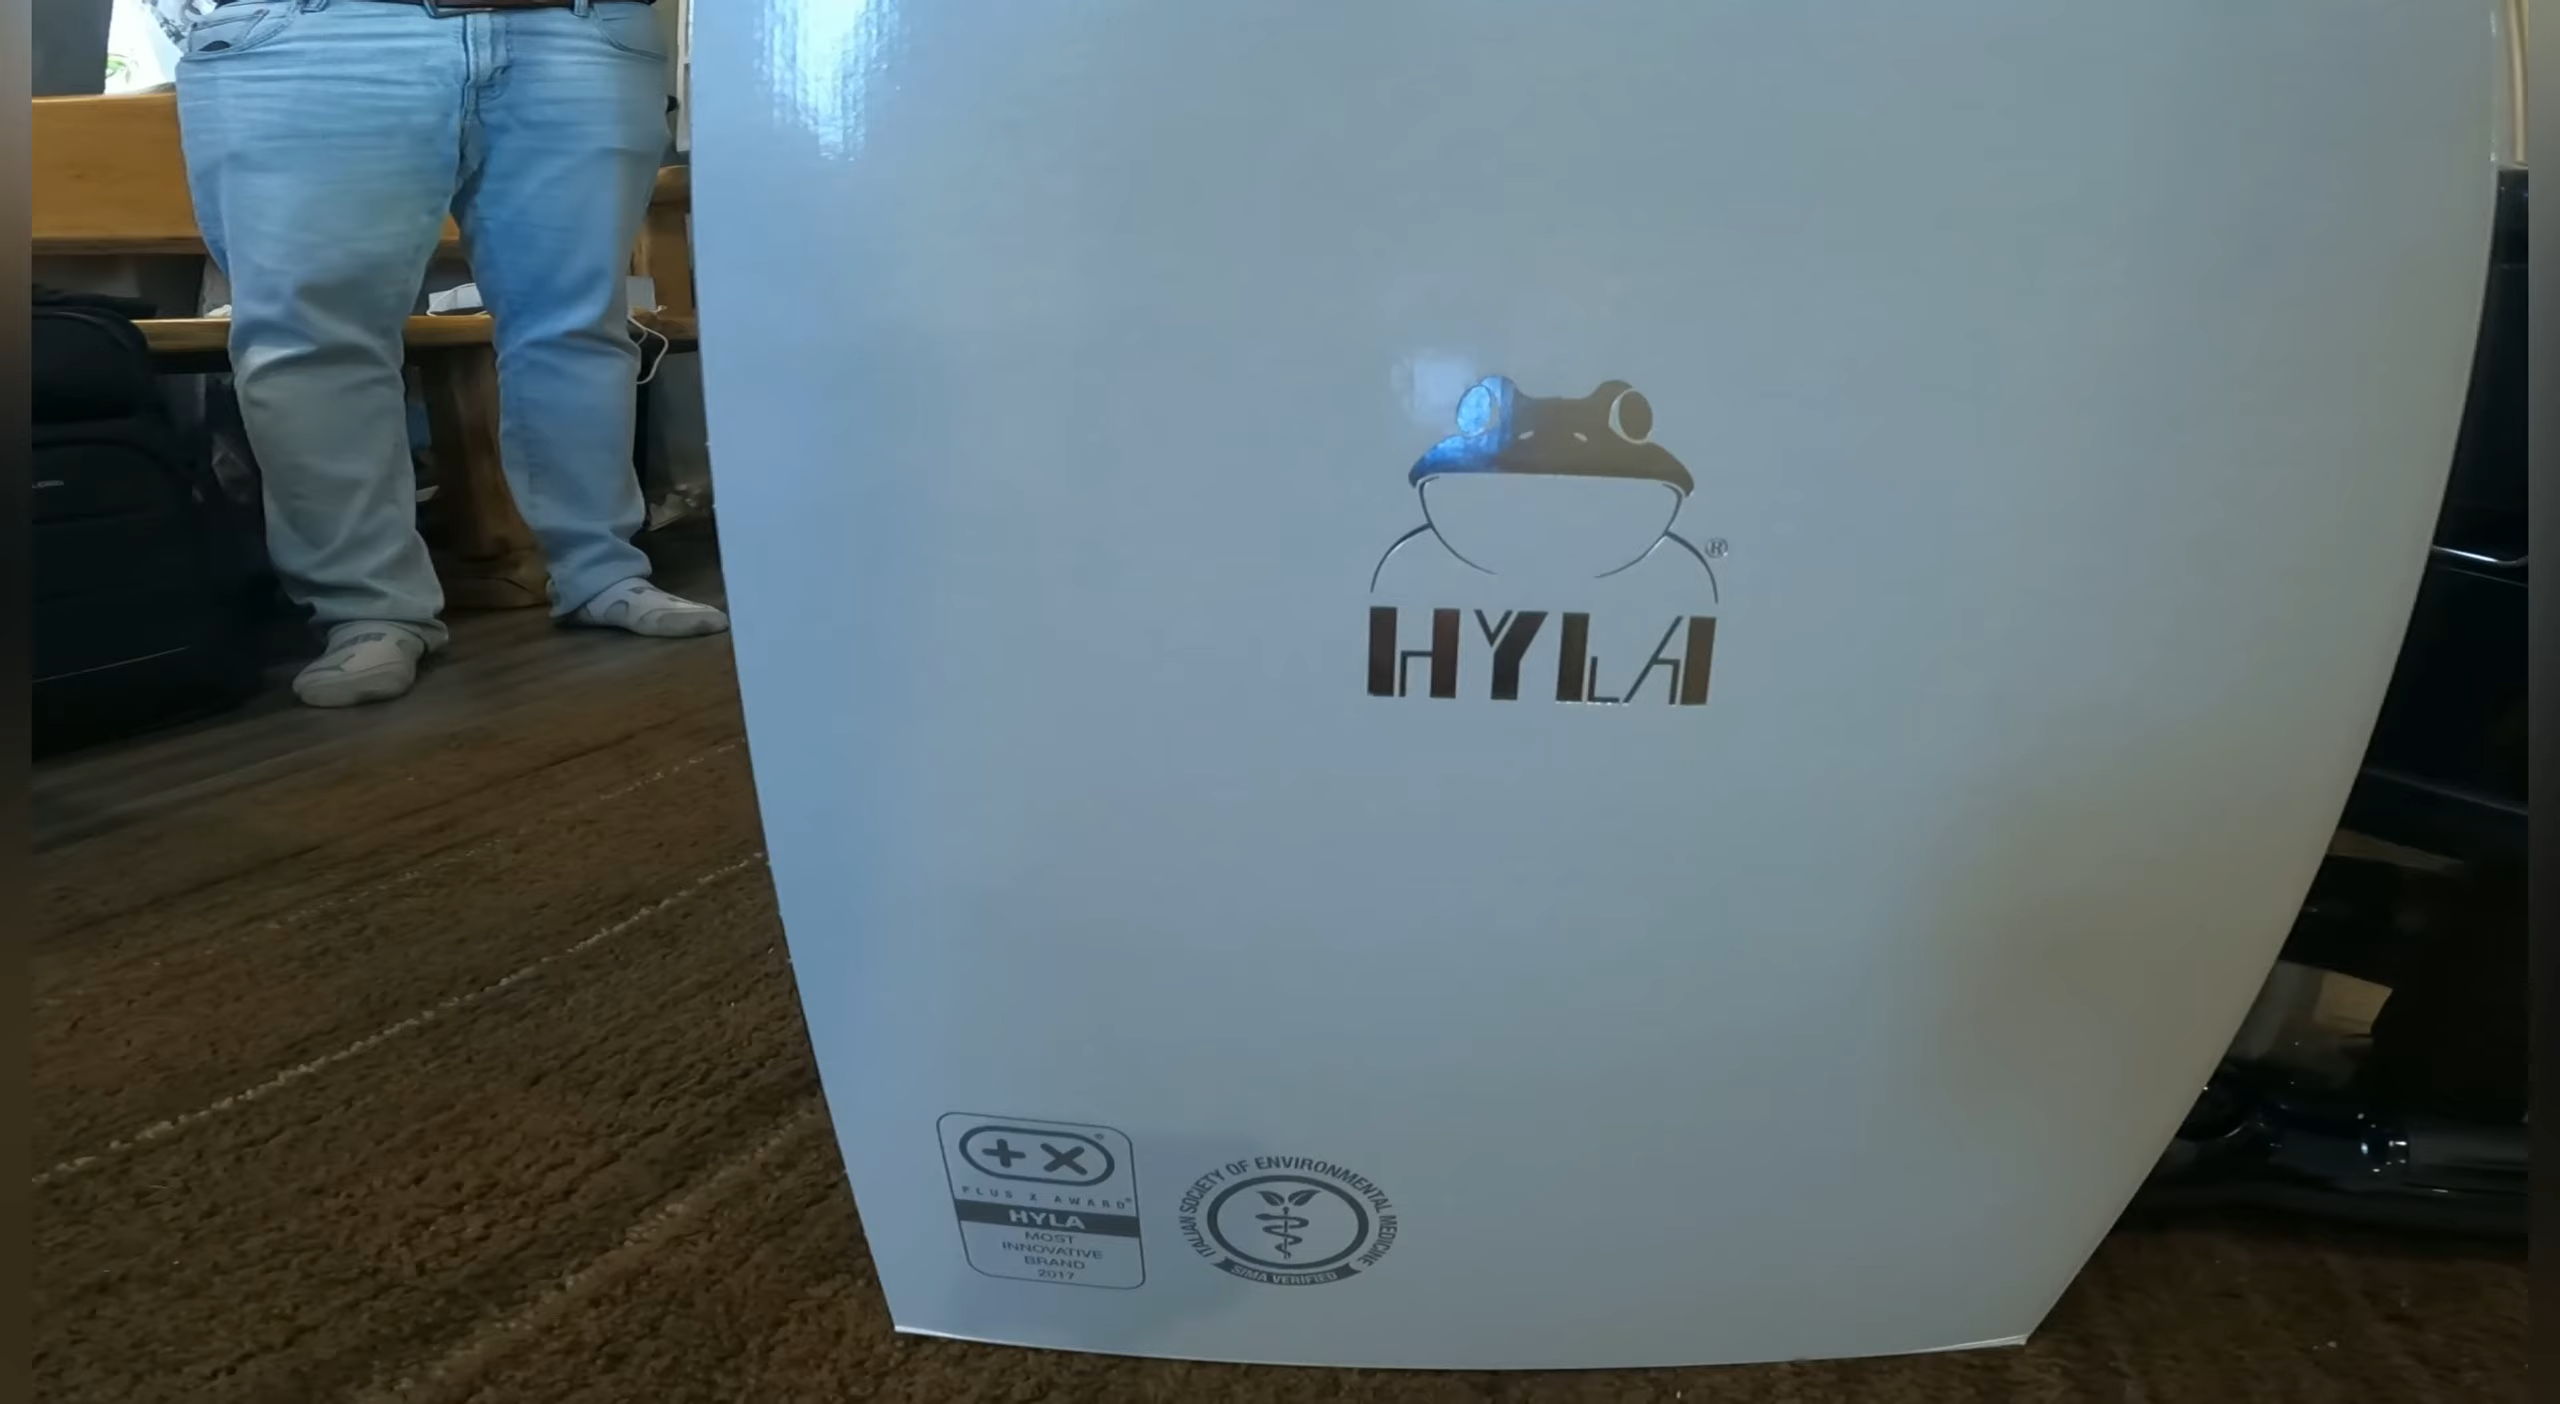 ®
HYLA
®
PLUS X AWARD®
HYLA
MOST
INNOVATIVE
BRAND
2017
ITALIAN SOCIETY OF ENVIRONMENTAL MEDICINE
SIMA VERIFIED